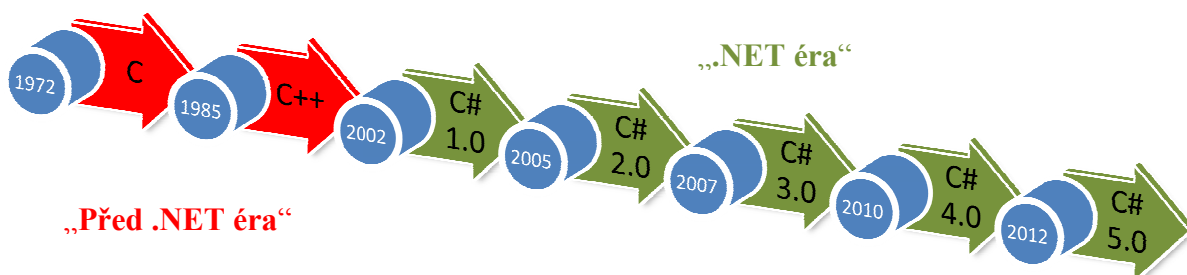 1972
C
1985
C++
2002
C#
1.0
2005
C#
2.0
2007
C#
3.0
2010
C#
4.0
2012
C#
5.0
„.NET éra“
„Před .NET éra“